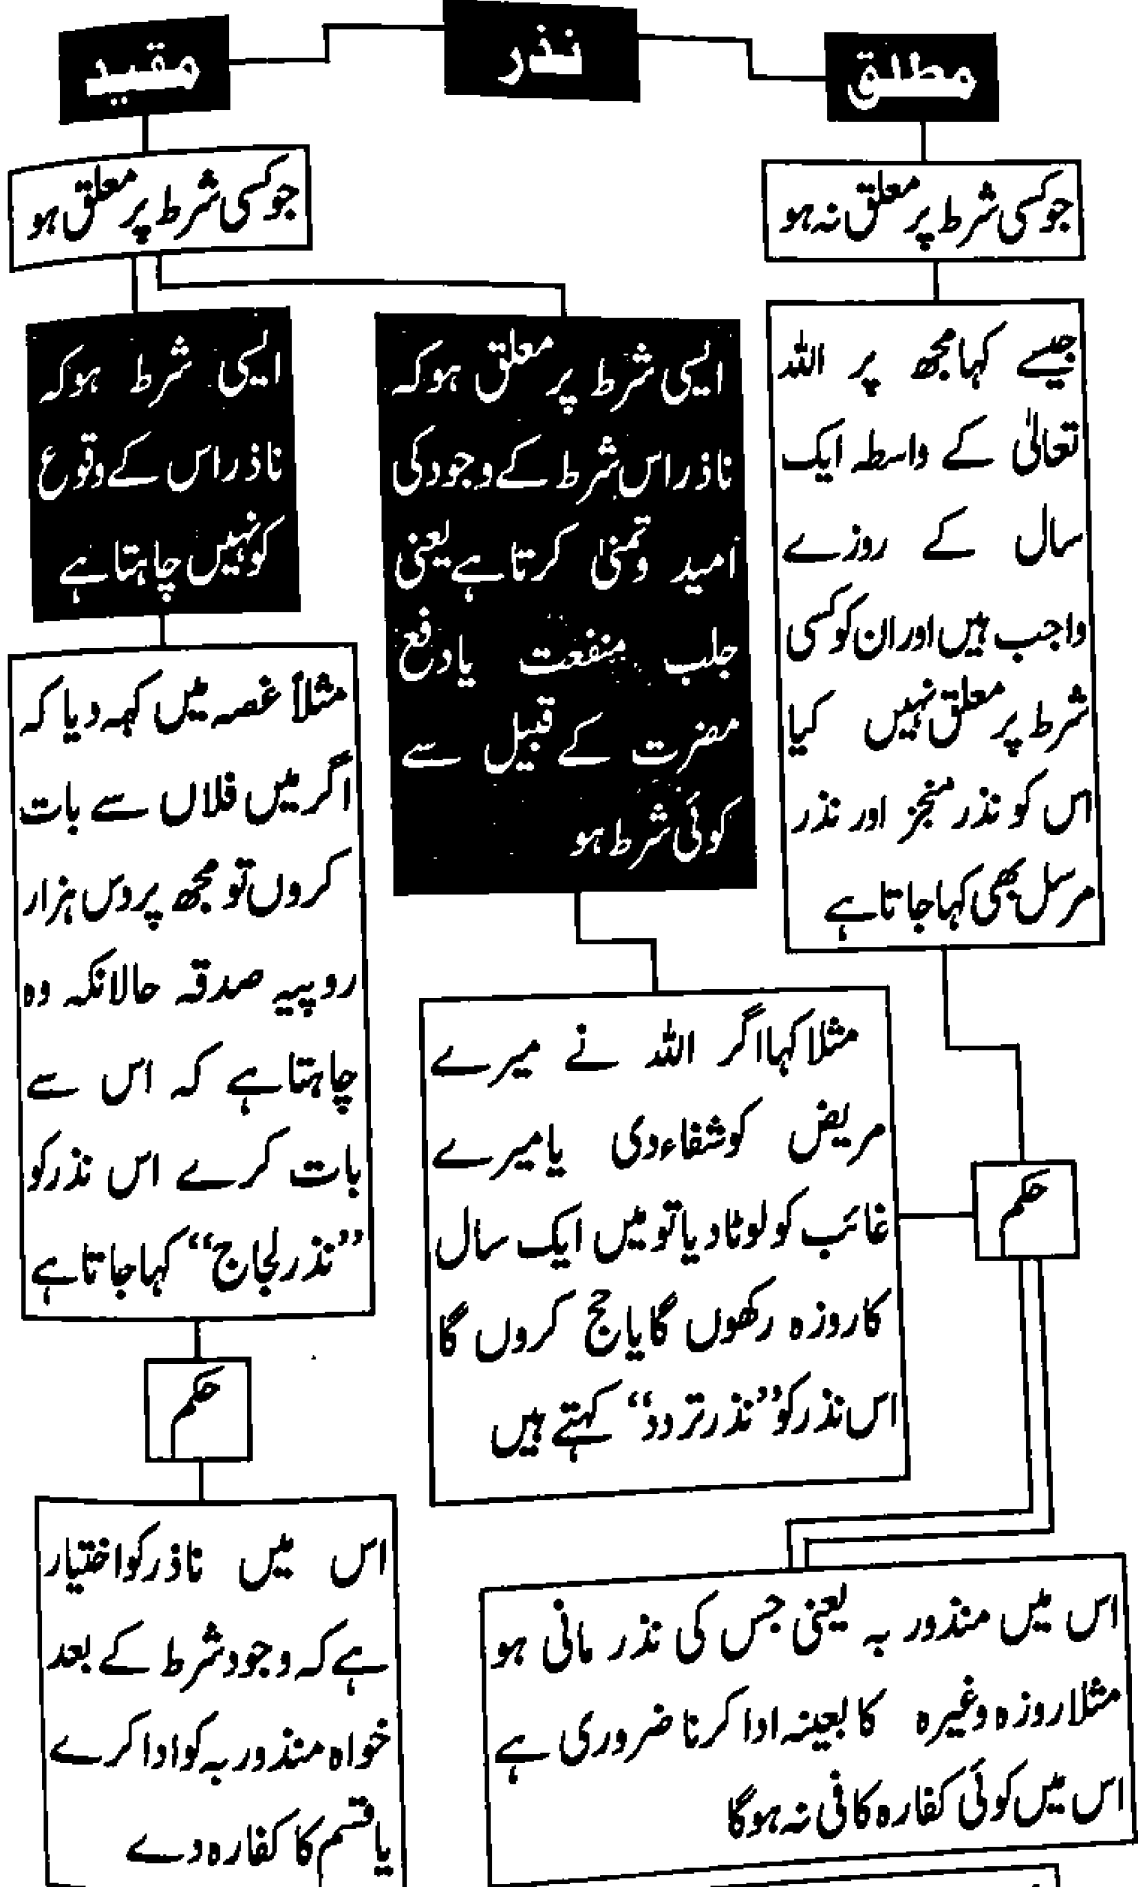 نذر
مطلق
جو کسی شرط پر معلق نہ ہو
جیسے کہا مجھ پر اللہ
تعالیٰ کے واسطہ ایک
سال کے روزے
واجب ہیں اور ان کو کسی
شرط پر معلق نہیں کیا
اس کو نذر منجز اور نذر
مرسل بھی کہا جاتا ہے
مقید
جو کسی شرط پر معلق ہو
ایسی شرط پر معلق ہو کہ
ناذر اس شرط کے وجود کی
امید وتمنیٰ کرتا ہے یعنی
جلب منفعت یا دفع
مضرت کے قبیل سے
کوئی شرط ہو
مثلا کہا اگر اللہ نے میرے
مریض کو شفاء دی یا میرے
غائب کو لوٹا دیا تو میں ایک سال
کا روزہ رکھوں گا یا حج کروں گا
اس نذر کو ”نذر تردد“ کہتے ہیں
حکم
اس میں منذور بہ یعنی جس کی نذر مانی ہو
مثلا روزہ وغیرہ کا بعینہ ادا کرنا ضروری ہے
اس میں کوئی کفارہ کافی نہ ہوگا
ایسی شرط ہو کہ
ناذر اس کے وقوع
کو نہیں چاہتا ہے
مثلاً غصہ میں کہہ دیا کہ
اگر میں فلاں سے بات
کروں تو مجھ پر دس ہزار
روپیہ صدقہ حالانکہ وہ
چاہتا ہے کہ اس سے
بات کرے اس نذر کو
”نذر لجاج“ کہا جاتا ہے
حکم
اس میں ناذر کو اختیار
ہے کہ وجود شرط کے بعد
خواہ منذور بہ کو ادا کرے
یا قسم کا کفارہ دے